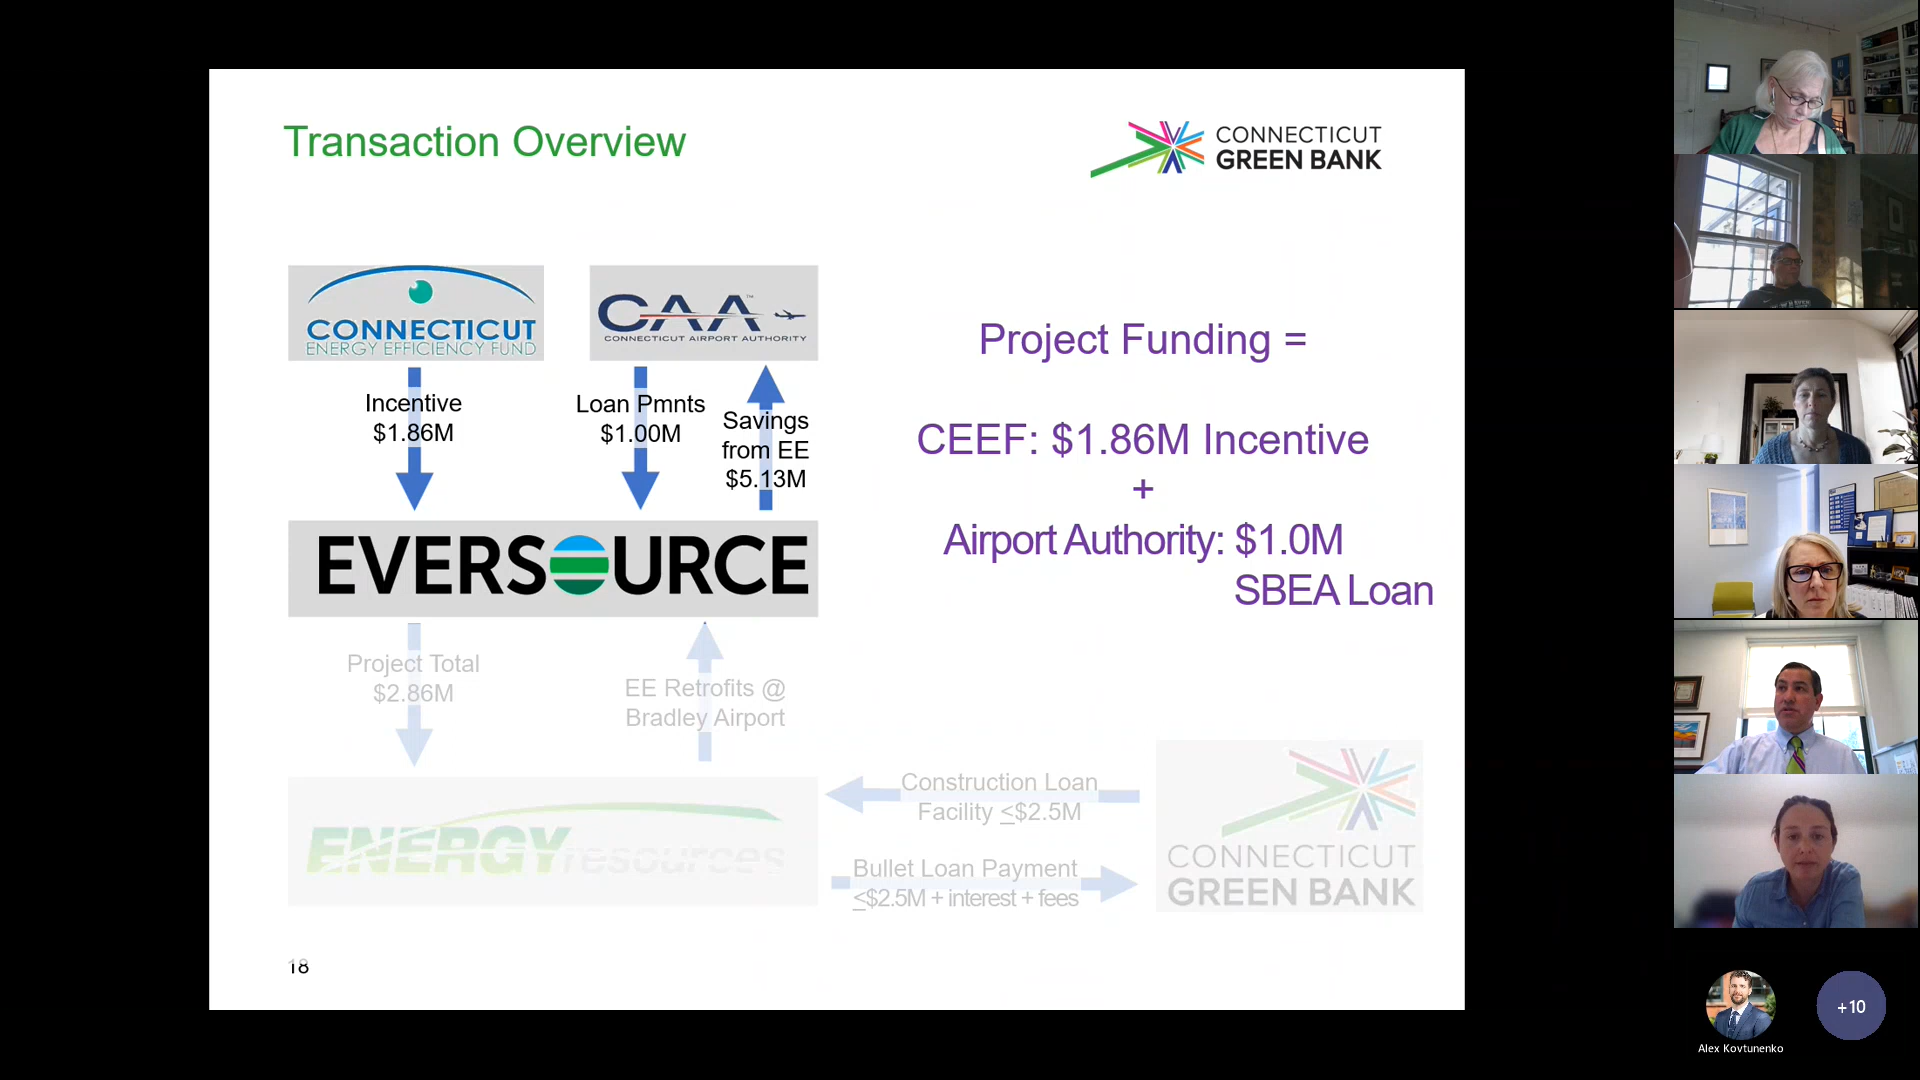 Transaction Overview
CONNECTICUT
GREEN BANK
CONNECTICUT
ENERGY EFFICIENCY FUND
CAA™
CONNECTICUT AIRPORT AUTHORITY
Incentive
$1.86M
Loan Pmnts
$1.00M
Savings
from EE
$5.13M
Project Funding =
CEEF: $1.86M Incentive
+
Airport Authority: $1.0M
SBEA Loan
EVERSOURCE
Project Total
$2.86M
EE Retrofits @
Bradley Airport
ENERGYresources
Construction Loan
Facility <$2.5M
Bullet Loan Payment
<$2.5M + interest + fees
CONNECTICUT
GREEN BANK
18
+10
Alex Kovtunenko